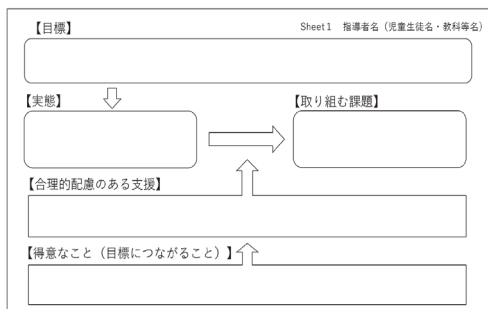 【目標】 Sheet1 指導者名（児童生徒名・教科等名）
【実態】 【取り組む課題】
【合理的配慮のある支援】
【得意なこと（目標につながること）】